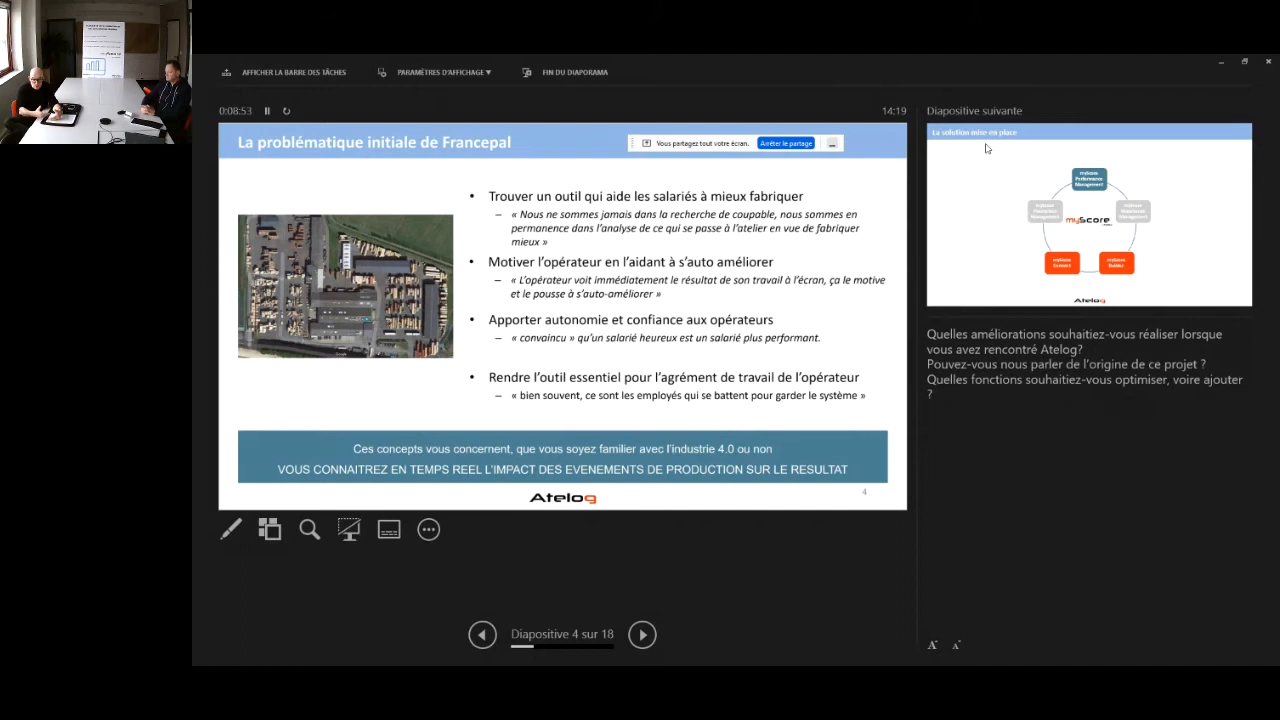 AFFICHER LA BARRE DES TÂCHES
PARAMÈTRES D'AFFICHAGE ▼
FIN DU DIAPORAMA
0:08:53
14:19
La problématique initiale de Francepal
Vous partagez tout votre écran.
Arrêter le partage
• Trouver un outil qui aide les salariés à mieux fabriquer
– « Nous ne sommes jamais dans la recherche de coupable, nous sommes en
permanence dans l'analyse de ce qui se passe à l'atelier en vue de fabriquer
mieux »
• Motiver l'opérateur en l'aidant à s'auto améliorer
– « L'opérateur voit immédiatement le résultat de son travail à l'écran, ça le motive
et le pousse à s'auto-améliorer »
• Apporter autonomie et confiance aux opérateurs
– « convaincu » qu'un salarié heureux est un salarié plus performant.
• Rendre l'outil essentiel pour l'agrément de travail de l'opérateur
– « bien souvent, ce sont les employés qui se battent pour garder le système »
Ces concepts vous concernent, que vous soyez familier avec l'industrie 4.0 ou non
VOUS CONNAITREZ EN TEMPS REEL L'IMPACT DES EVENEMENTS DE PRODUCTION SUR LE RESULTAT
Atelog
4
Diapositive 4 sur 18
Diapositive suivante
La solution mise en place
Performance
Management
Management
Management
myScore
Atelog
Quelles améliorations souhaitiez-vous réaliser lorsque
vous avez rencontré Atelog?
Pouvez-vous nous parler de l'origine de ce projet ?
Quelles fonctions souhaitiez-vous optimiser, voire ajouter
?
A
A